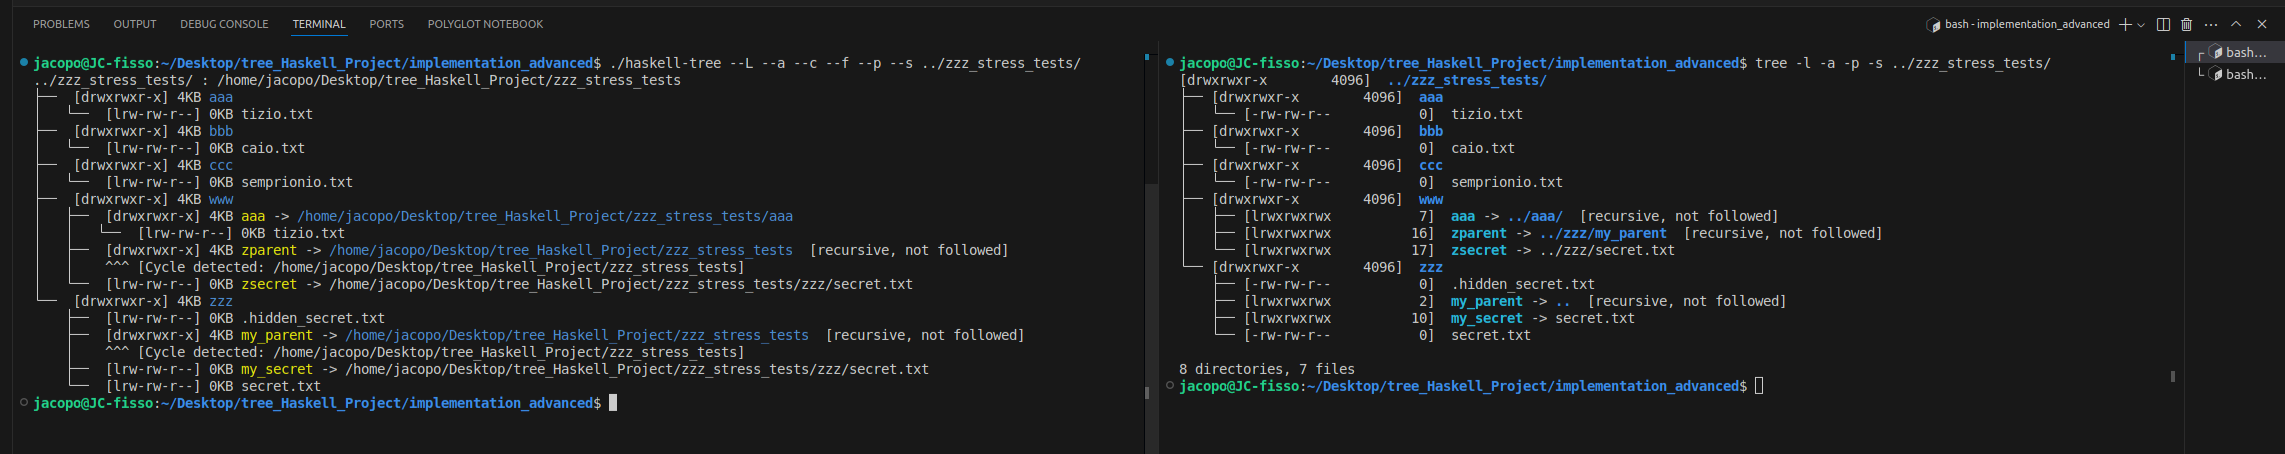 PROBLEMS OUTPUT DEBUG CONSOLE TERMINAL PORTS POLYGLOT NOTEBOOK
bash - implementation_advanced
jacopo@JC-fisso:~/Desktop/tree_Haskell_Project/implementation_advanced$ ./haskell-tree --L --a --c --f --p --s ../zzz_stress_tests/
../zzz_stress_tests/ : /home/jacopo/Desktop/tree_Haskell_Project/zzz_stress_tests
├── [drwxrwxr-x] 4KB aaa
│   └── [lrw-rw-r--] 0KB tizio.txt
├── [drwxrwxr-x] 4KB bbb
│   └── [lrw-rw-r--] 0KB caio.txt
├── [drwxrwxr-x] 4KB ccc
│   └── [lrw-rw-r--] 0KB semprionio.txt
├── [drwxrwxr-x] 4KB www
│   ├── [drwxrwxr-x] 4KB aaa -> /home/jacopo/Desktop/tree_Haskell_Project/zzz_stress_tests/aaa
│   │   └── [lrw-rw-r--] 0KB tizio.txt
│   ├── [drwxrwxr-x] 4KB zparent -> /home/jacopo/Desktop/tree_Haskell_Project/zzz_stress_tests [recursive, not followed]
│   │   ^^^ [Cycle detected: /home/jacopo/Desktop/tree_Haskell_Project/zzz_stress_tests]
│   └── [lrw-rw-r--] 0KB zsecret -> /home/jacopo/Desktop/tree_Haskell_Project/zzz_stress_tests/zzz/secret.txt
└── [drwxrwxr-x] 4KB zzz
    ├── [lrw-rw-r--] 0KB .hidden_secret.txt
    ├── [drwxrwxr-x] 4KB my_parent -> /home/jacopo/Desktop/tree_Haskell_Project/zzz_stress_tests [recursive, not followed]
    │   ^^^ [Cycle detected: /home/jacopo/Desktop/tree_Haskell_Project/zzz_stress_tests]
    ├── [lrw-rw-r--] 0KB my_secret -> /home/jacopo/Desktop/tree_Haskell_Project/zzz_stress_tests/zzz/secret.txt
    └── [lrw-rw-r--] 0KB secret.txt
jacopo@JC-fisso:~/Desktop/tree_Haskell_Project/implementation_advanced$
jacopo@JC-fisso:~/Desktop/tree_Haskell_Project/implementation_advanced$ tree -l -a -p -s ../zzz_stress_tests/
[drwxrwxr-x        4096]  ../zzz_stress_tests/
├── [drwxrwxr-x        4096]  aaa
│   └── [-rw-rw-r--           0]  tizio.txt
├── [drwxrwxr-x        4096]  bbb
│   └── [-rw-rw-r--           0]  caio.txt
├── [drwxrwxr-x        4096]  ccc
│   └── [-rw-rw-r--           0]  semprionio.txt
├── [drwxrwxr-x        4096]  www
│   ├── [lrwxrwxrwx           7]  aaa -> ../aaa/  [recursive, not followed]
│   ├── [lrwxrwxrwx          16]  zparent -> ../zzz/my_parent  [recursive, not followed]
│   └── [lrwxrwxrwx          17]  zsecret -> ../zzz/secret.txt
└── [drwxrwxr-x        4096]  zzz
    ├── [-rw-rw-r--           0]  .hidden_secret.txt
    ├── [lrwxrwxrwx           2]  my_parent -> ..  [recursive, not followed]
    ├── [lrwxrwxrwx          10]  my_secret -> secret.txt
    └── [-rw-rw-r--           0]  secret.txt
8 directories, 7 files
jacopo@JC-fisso:~/Desktop/tree_Haskell_Project/implementation_advanced$
bash...
bash...